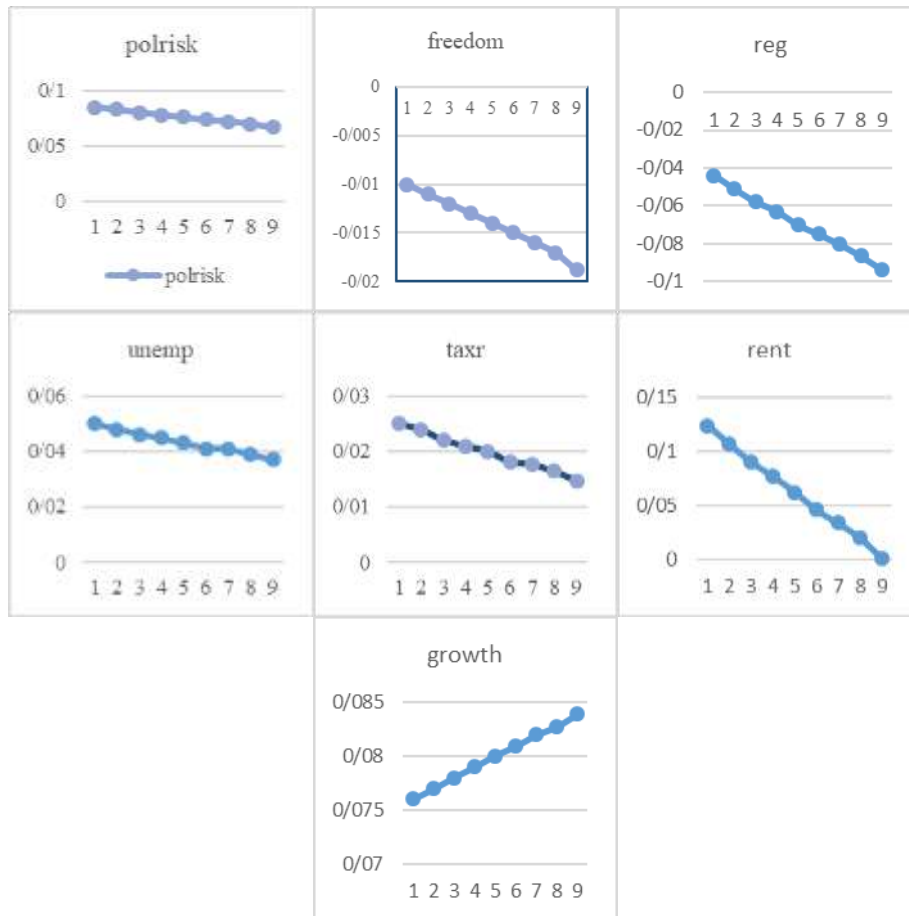 polrisk
0/1
0/05
0
1 2 3 4 5 6 7 8 9
polrisk
freedom
0
1 2 3 4 5 6 7 8 9
-0/005
-0/01
-0/015
-0/02
reg
0
1 2 3 4 5 6 7 8 9
-0/02
-0/04
-0/06
-0/08
-0/1
unemp
0/06
0/04
0/02
0
1 2 3 4 5 6 7 8 9
taxr
0/03
0/02
0/01
0
1 2 3 4 5 6 7 8 9
rent
0/15
0/1
0/05
0
1 2 3 4 5 6 7 8 9
growth
0/085
0/08
0/075
0/07
1 2 3 4 5 6 7 8 9